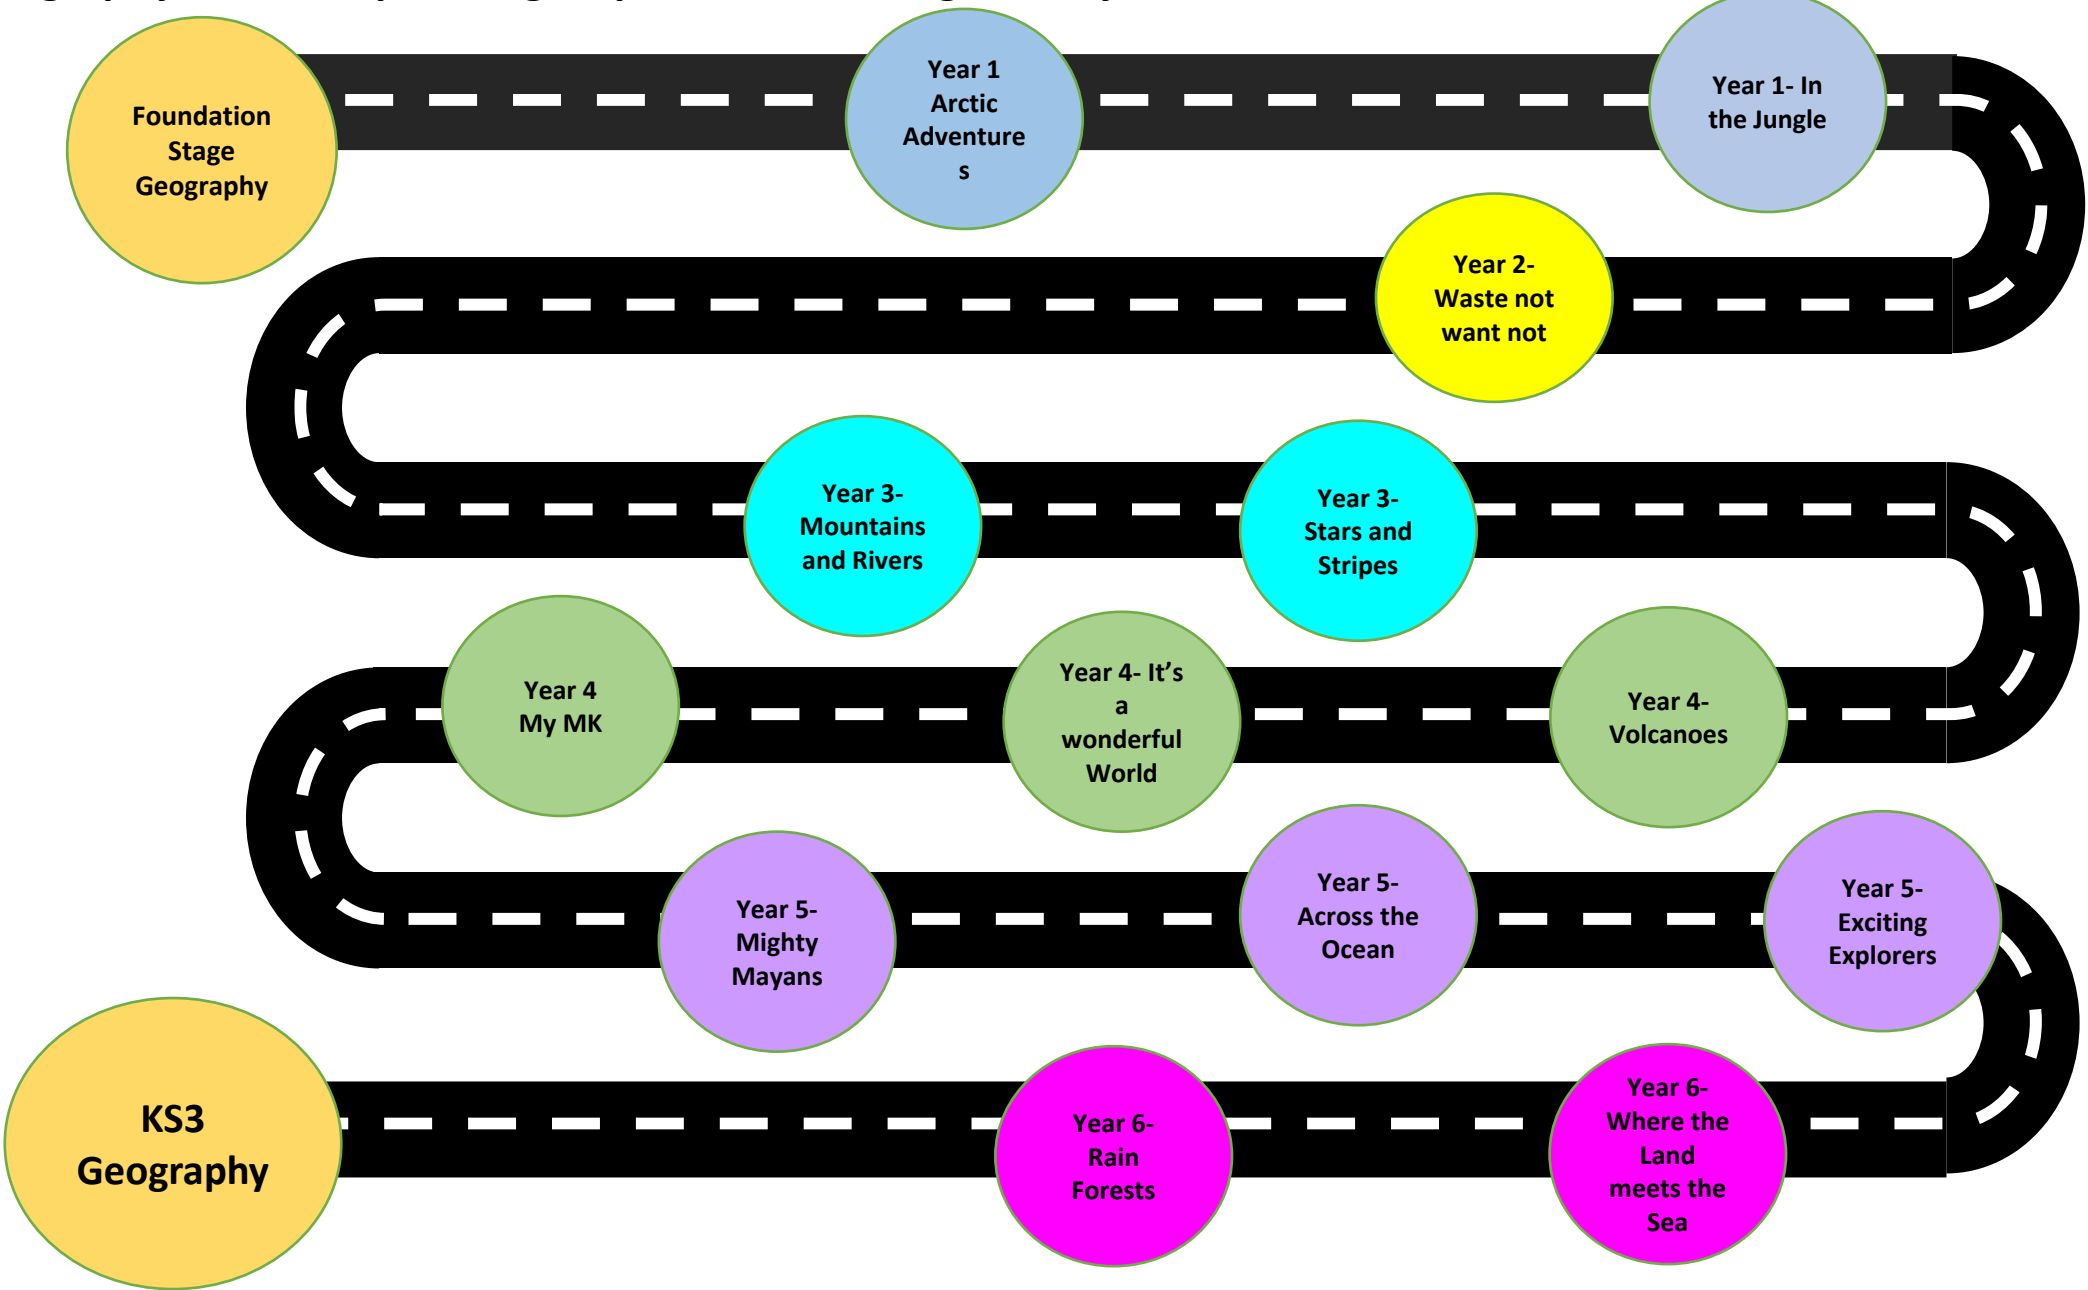 Foundation
Stage
Geography
Year 1
Arctic
Adventure
s
Year 1- In
the Jungle
Year 2-
Waste not
want not
Year 3-
Mountains
and Rivers
Year 3-
Stars and
Stripes
Year 4
My MK
Year 4- It’s
a
wonderful
World
Year 4-
Volcanoes
Year 5-
Mighty
Mayans
Year 5-
Across the
Ocean
Year 5-
Exciting
Explorers
KS3
Geography
Year 6-
Rain
Forests
Year 6-
Where the
Land
meets the
Sea